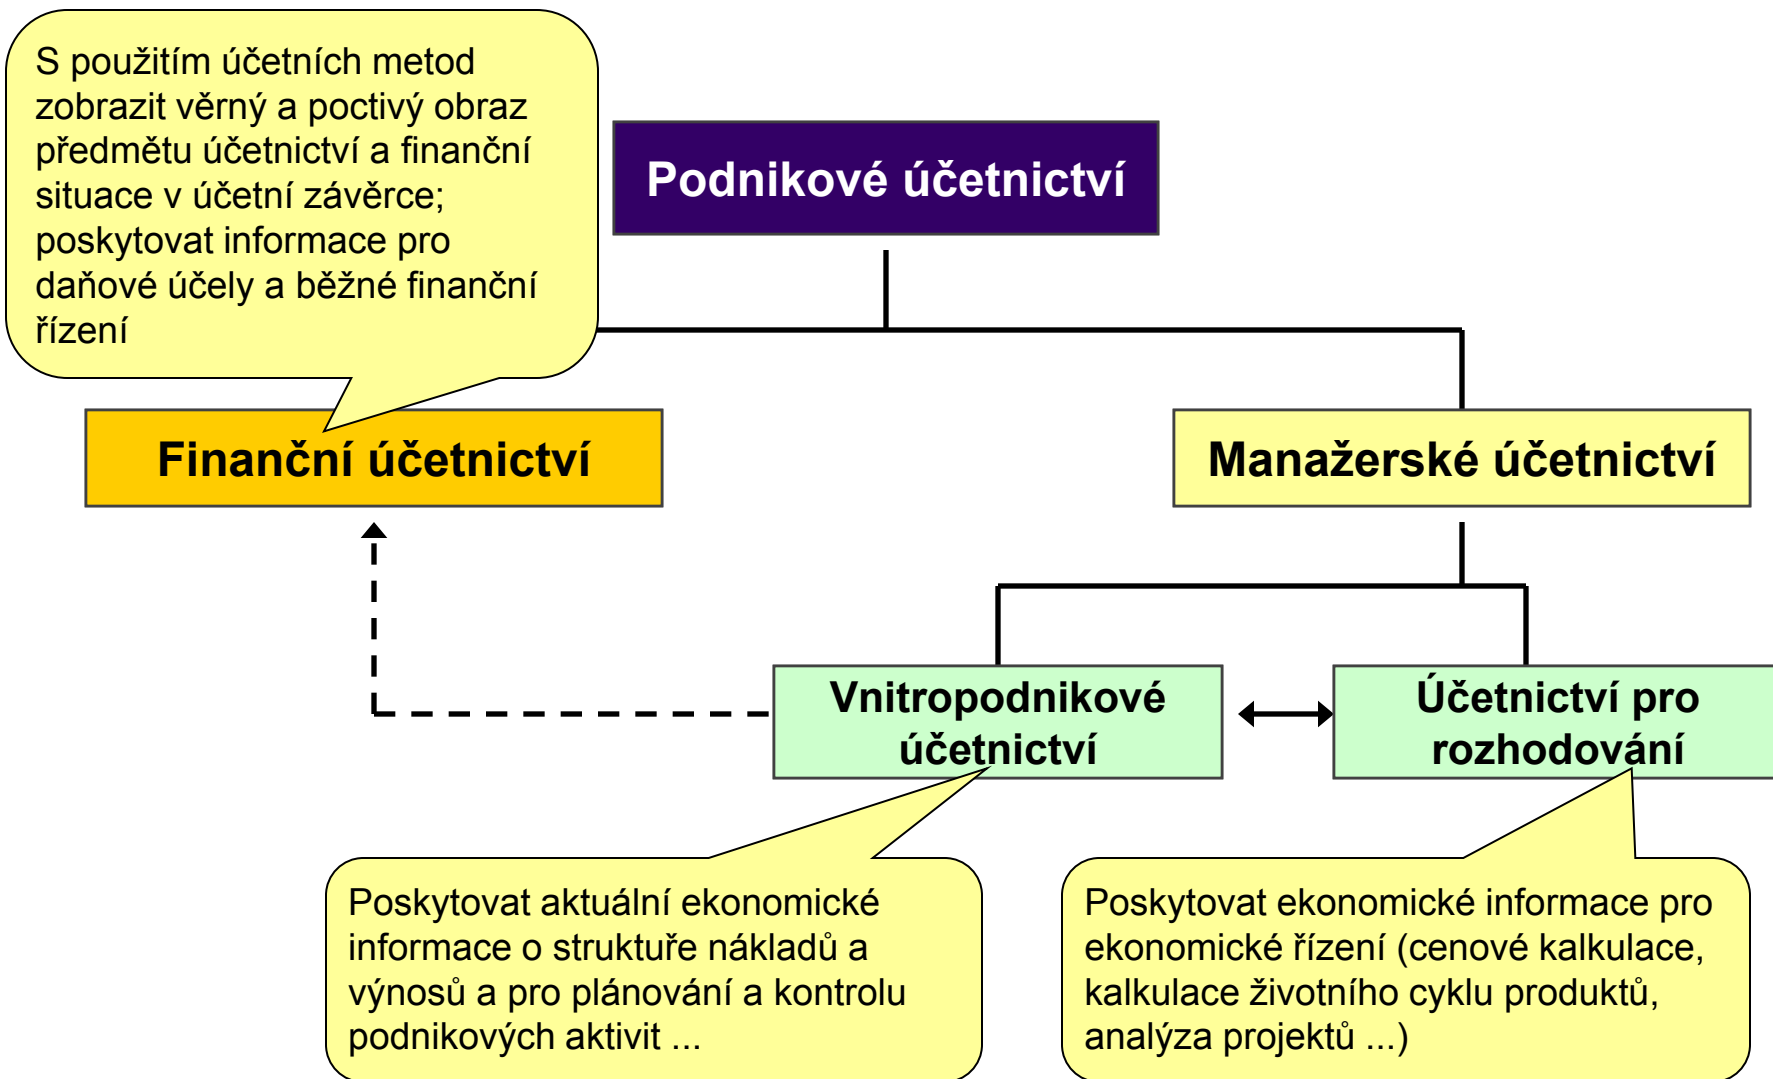 S použitím účetních metod
zobrazit věrný a poctivý obraz
předmětu účetnictví a finanční
situace v účetní závěrce;
poskytovat informace pro
daňové účely a běžné finanční
řízení
Podnikové účetnictví
Finanční účetnictví
Manažerské účetnictví
Vnitropodnikové
účetnictví
Účetnictví pro
rozhodování
Poskytovat aktuální ekonomické
informace o struktuře nákladů a
výnosů a pro plánování a kontrolu
podnikových aktivit ...
Poskytovat ekonomické informace pro
ekonomické řízení (cenové kalkulace,
kalkulace životního cyklu produktů,
analýza projektů ...)